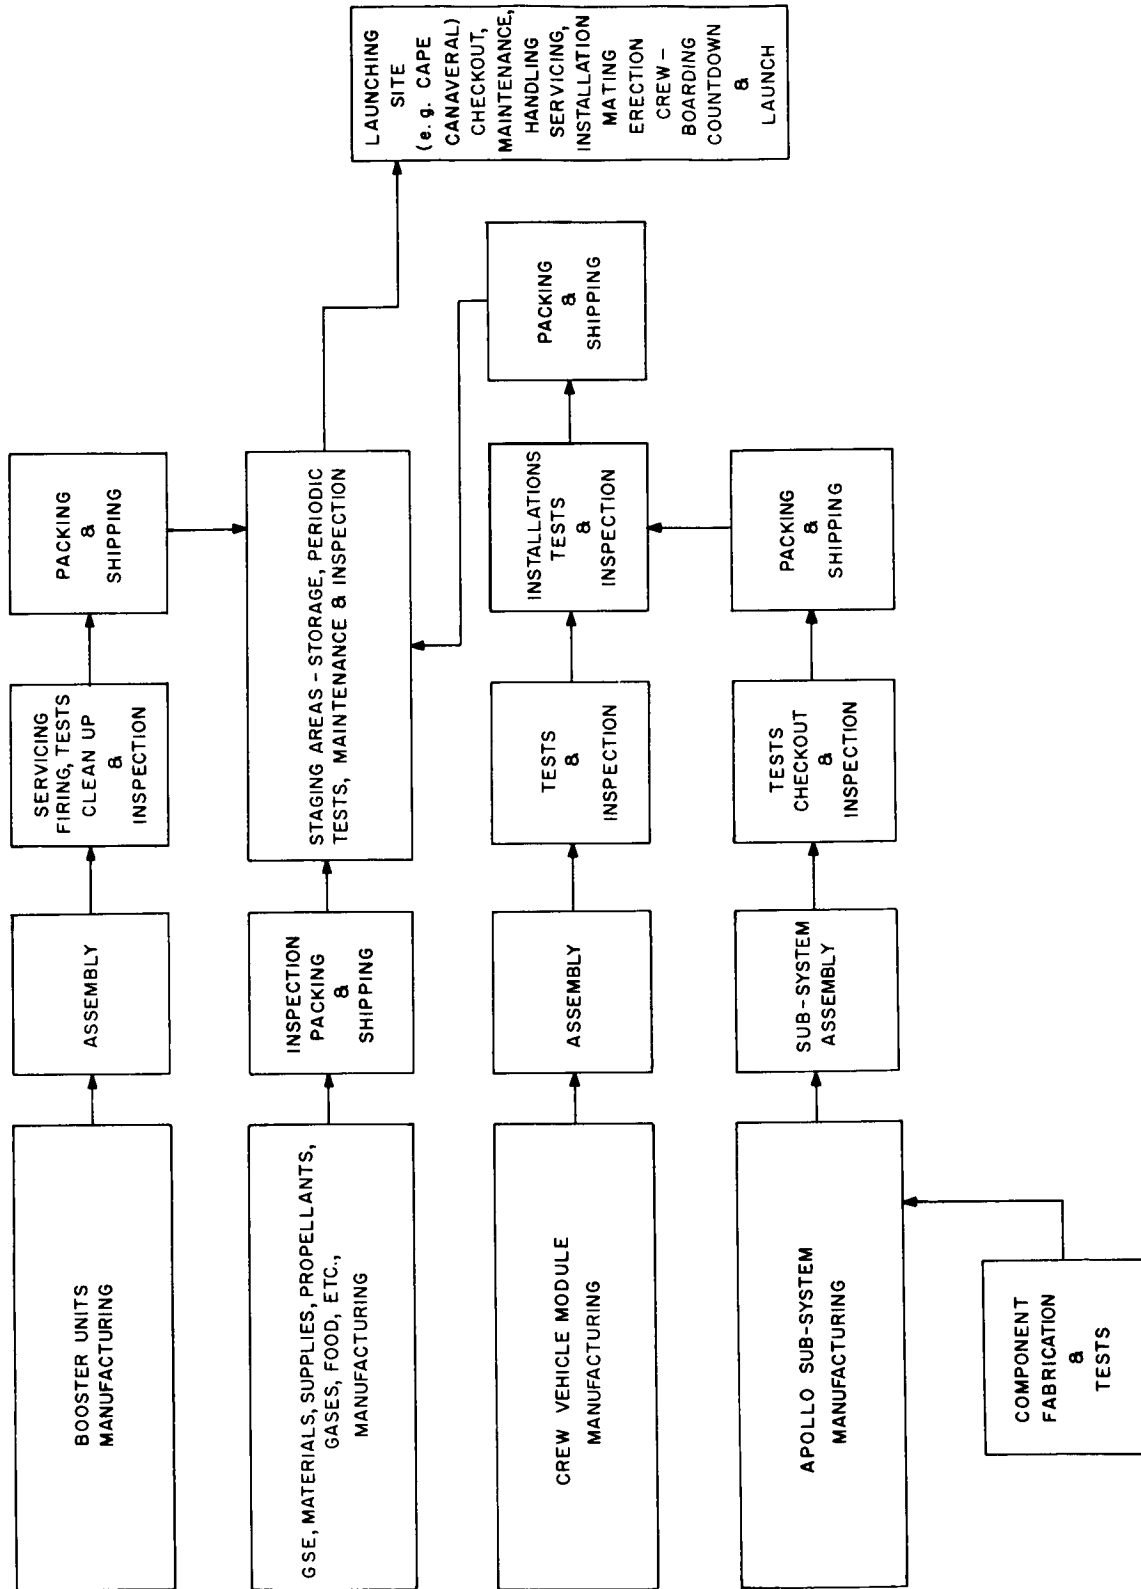 BOOSTER UNITS
MANUFACTURING
ASSEMBLY
SERVICING
FIRING, TESTS
CLEAN UP
&
INSPECTION
PACKING
&
SHIPPING
GSE, MATERIALS, SUPPLIES, PROPELLANTS,
GASES, FOOD, ETC.,
MANUFACTURING
INSPECTION
PACKING
&
SHIPPING
STAGING AREAS - STORAGE, PERIODIC
TESTS, MAINTENANCE & INSPECTION
LAUNCHING
SITE
(e.g. CAPE
CANAVERAL)
CHECKOUT,
MAINTENANCE,
HANDLING
SERVICING,
INSTALLATION
MATING
ERECTION
CREW -
BOARDING
COUNTDOWN
&
LAUNCH
CREW VEHICLE MODULE
MANUFACTURING
ASSEMBLY
TESTS
&
INSPECTION
INSTALLATIONS
TESTS
&
INSPECTION
PACKING
&
SHIPPING
APOLLO SUB-SYSTEM
MANUFACTURING
SUB-SYSTEM
ASSEMBLY
TESTS
CHECKOUT
&
INSPECTION
PACKING
&
SHIPPING
COMPONENT
FABRICATION
&
TESTS